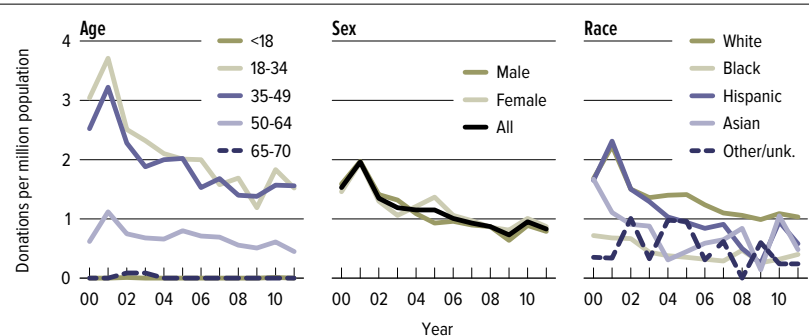 Donations per million population
Age
4
3
2
1
0
<18
18-34
35-49
50-64
65-70
00 02 04 06 08 10
Sex
Male
Female
All
00 02 04 06 08 10
Year
Race
White
Black
Hispanic
Asian
Other/unk.
00 02 04 06 08 10